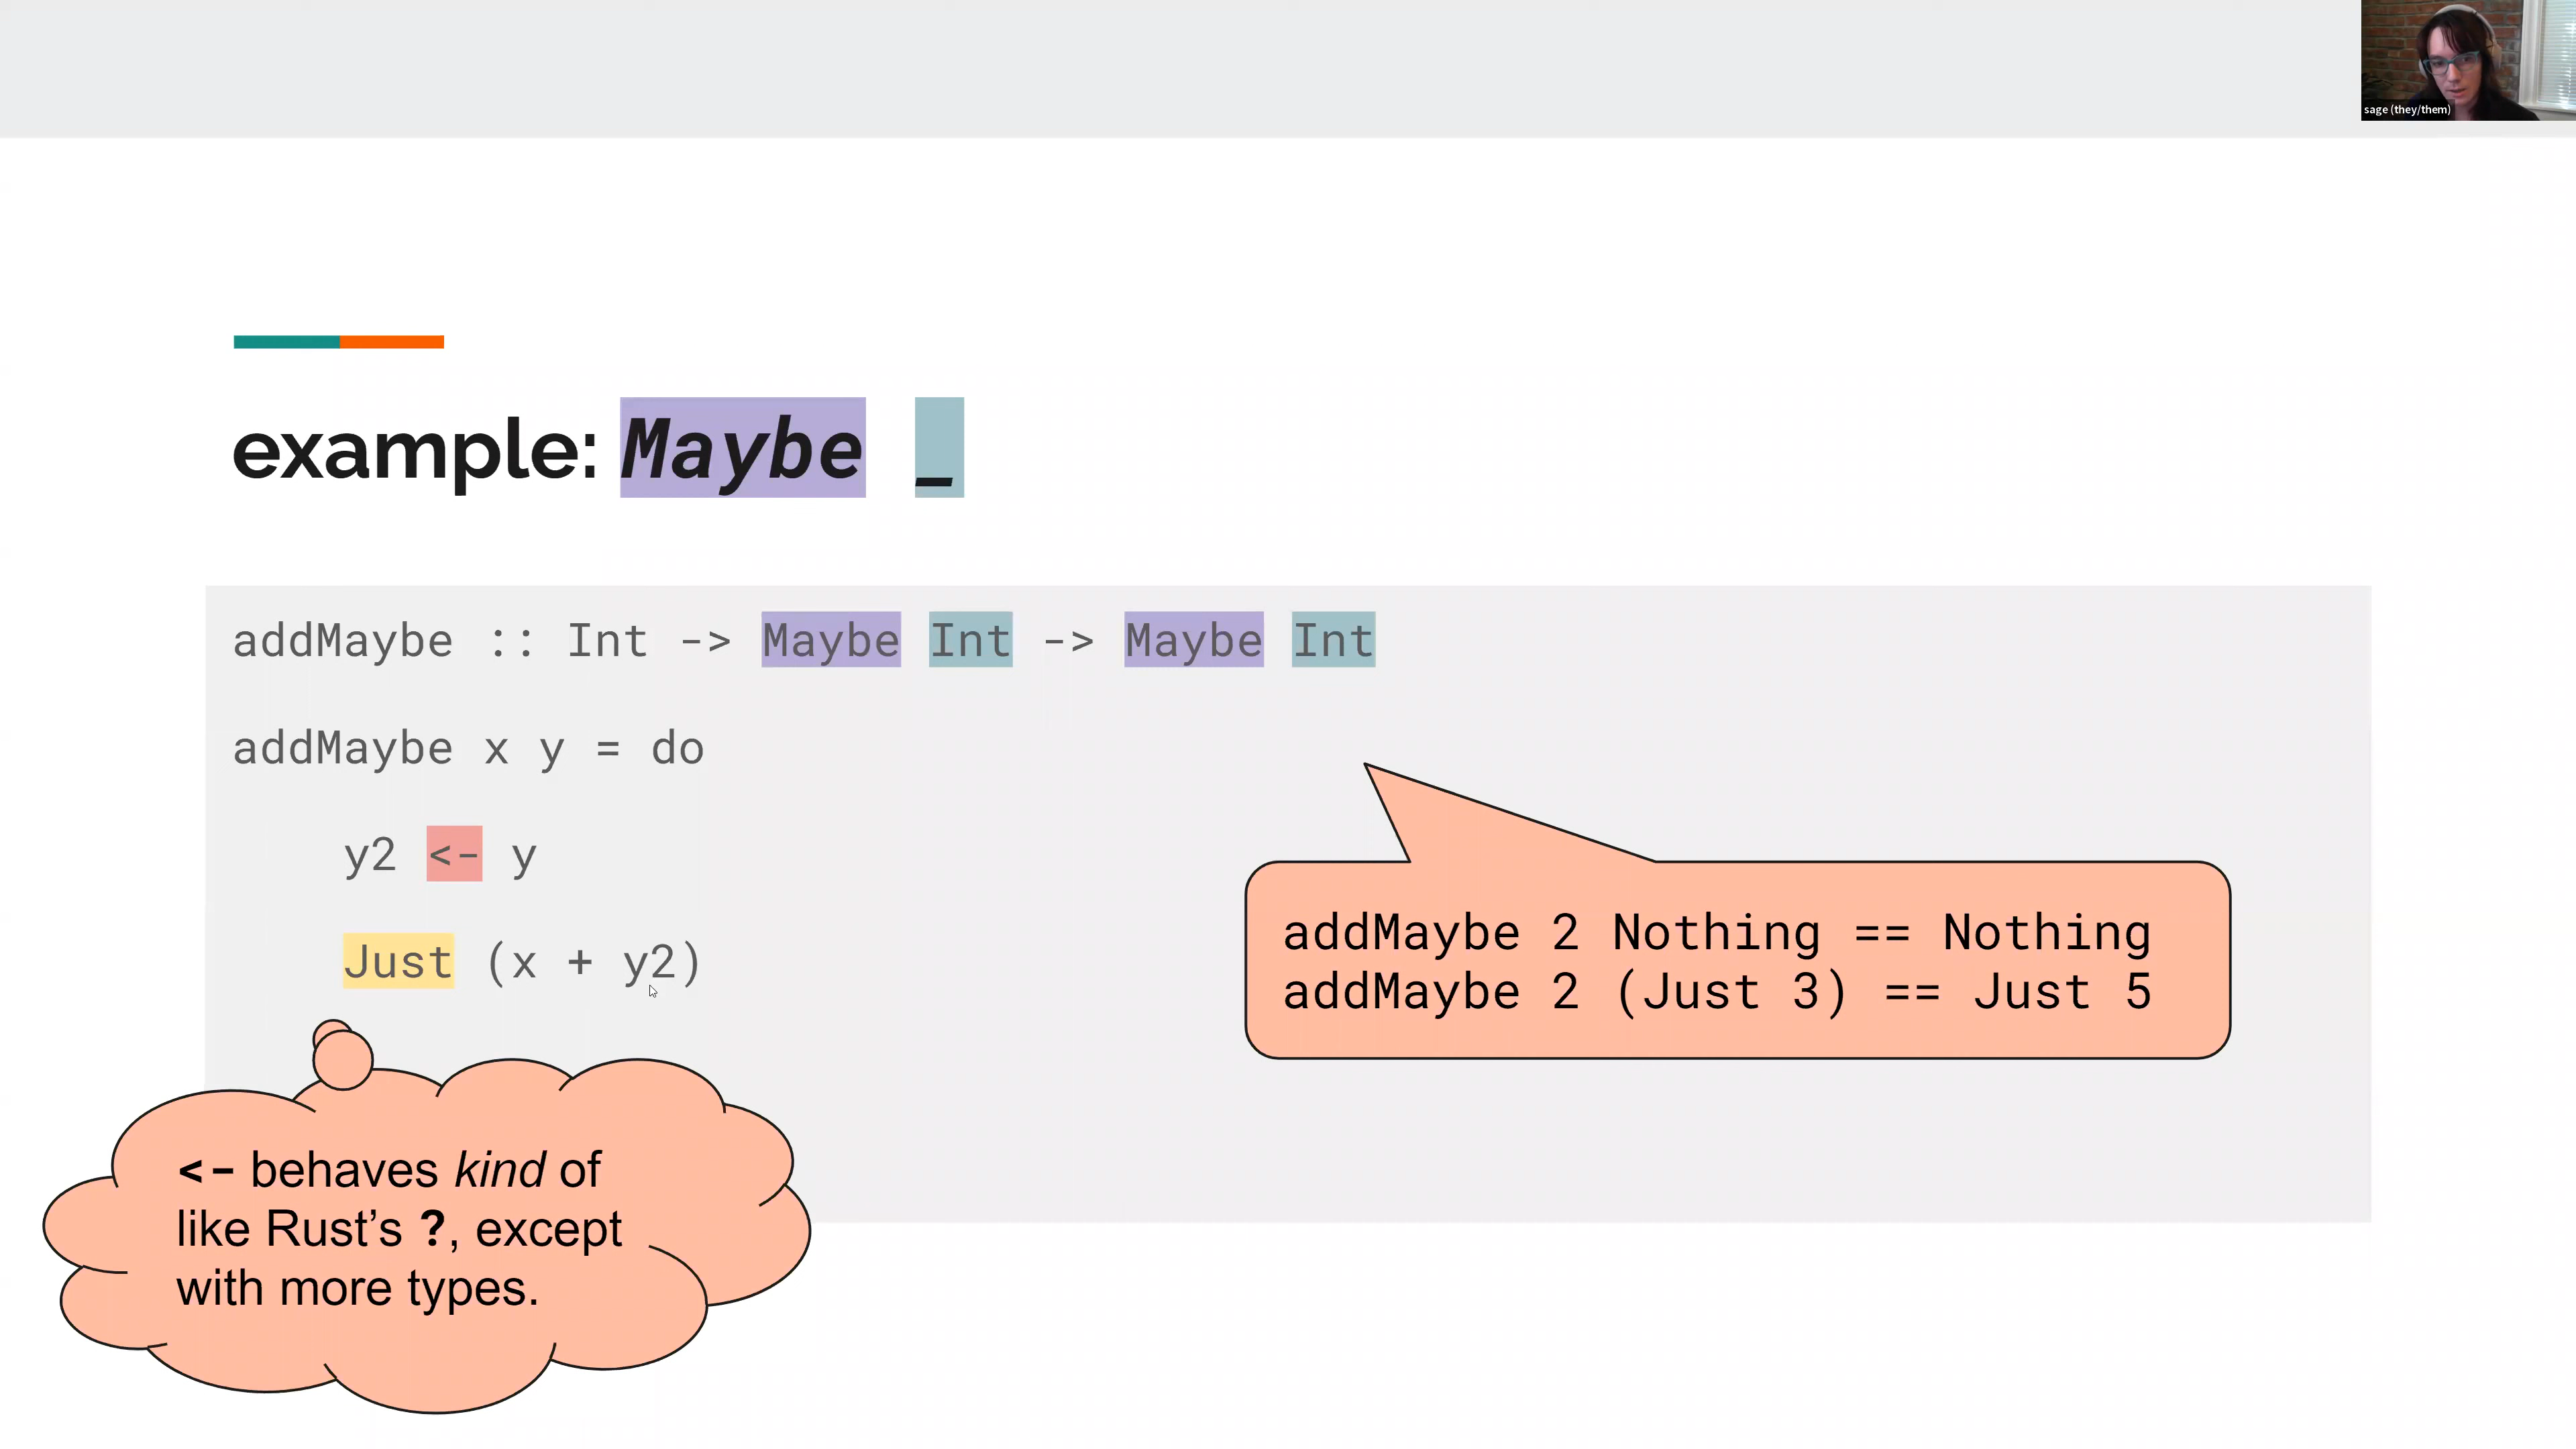 sage (they/them)
example: Maybe _
addMaybe :: Int -> Maybe Int -> Maybe Int
addMaybe x y = do
y2 <- y
Just (x + y2)
addMaybe 2 Nothing == Nothing
addMaybe 2 (Just 3) == Just 5
<- behaves kind of
like Rust’s ?, except
with more types.